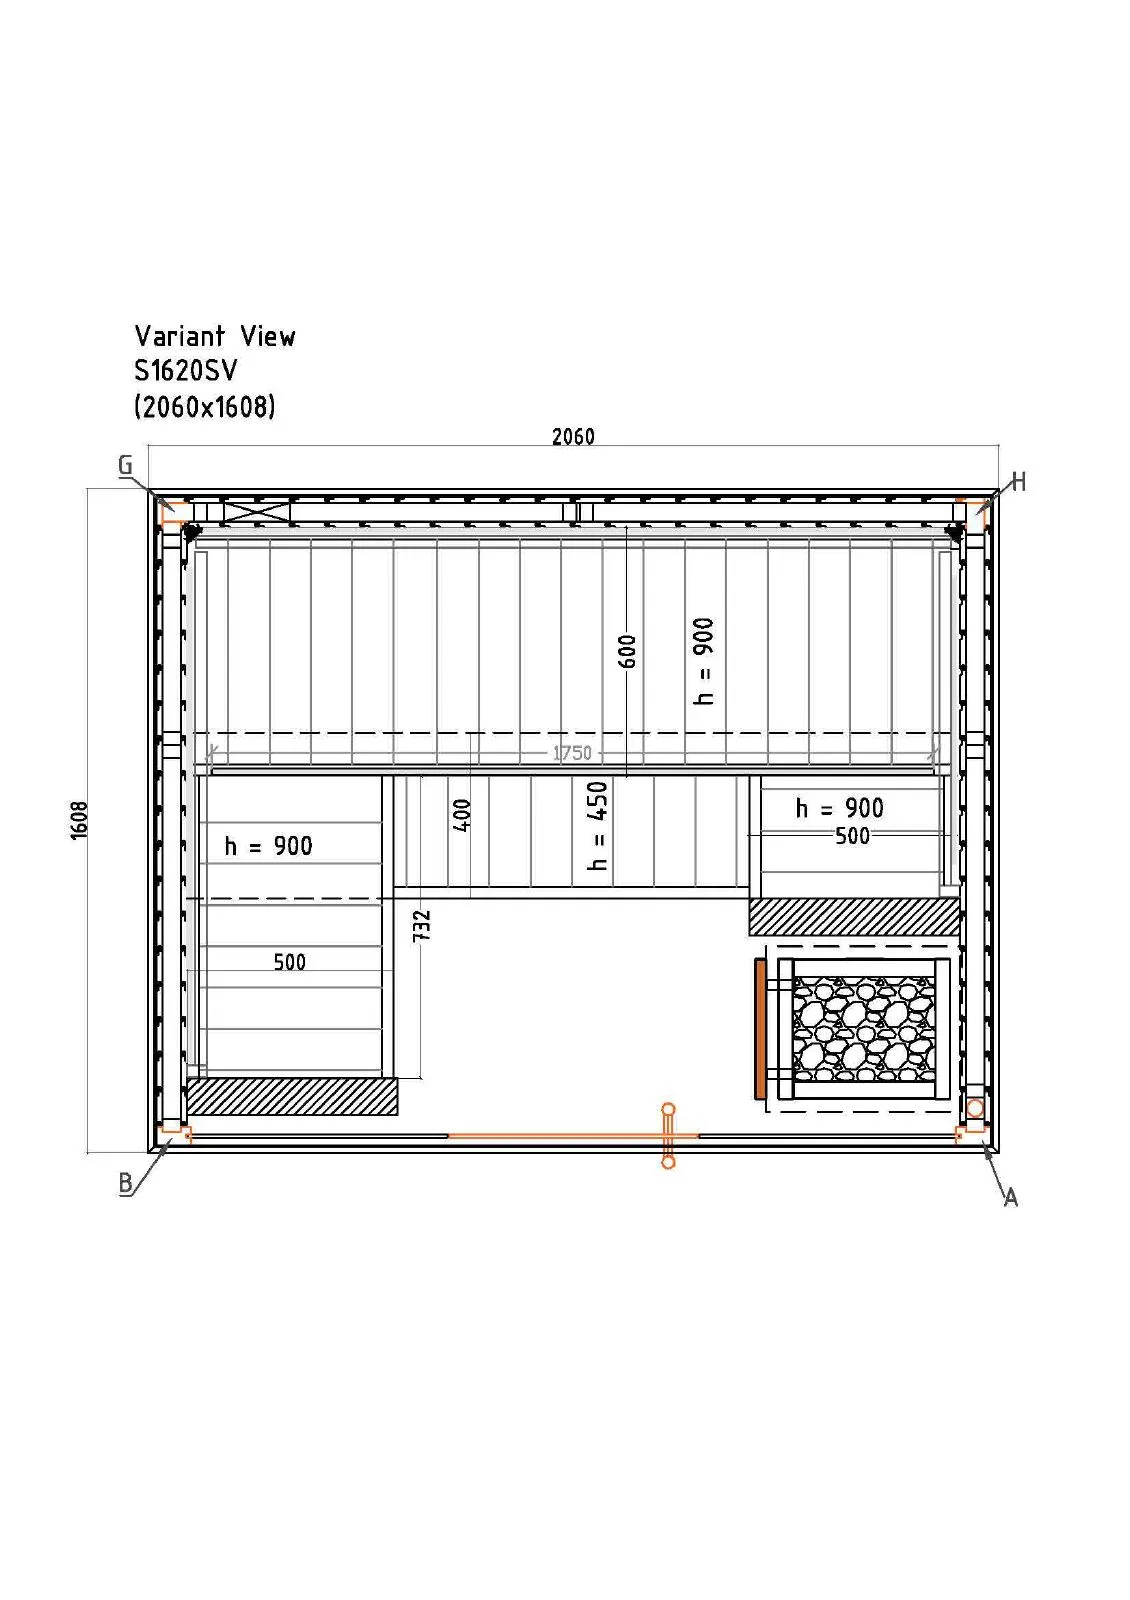 Variant View
S1620SV
(2060x1608)
2060
G
H
600
h = 900
1750
1608
400
h = 450
h = 900
500
h = 900
732
500
B
A